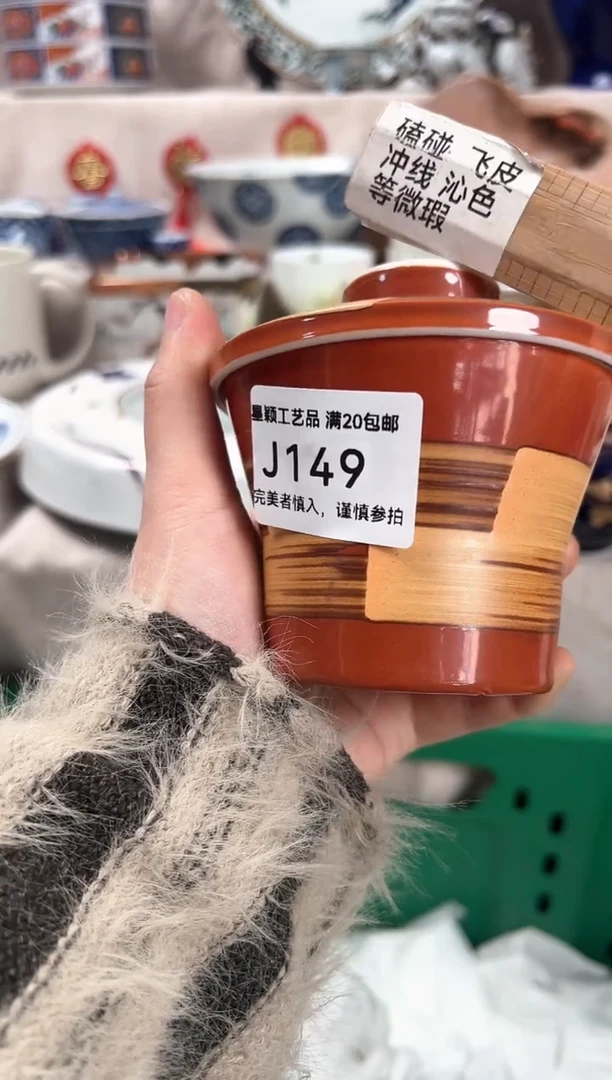 磕碰 飞皮
冲线 沁色
等微瑕
星颖工艺品 满20包邮
J149
完美者慎入，谨慎参拍